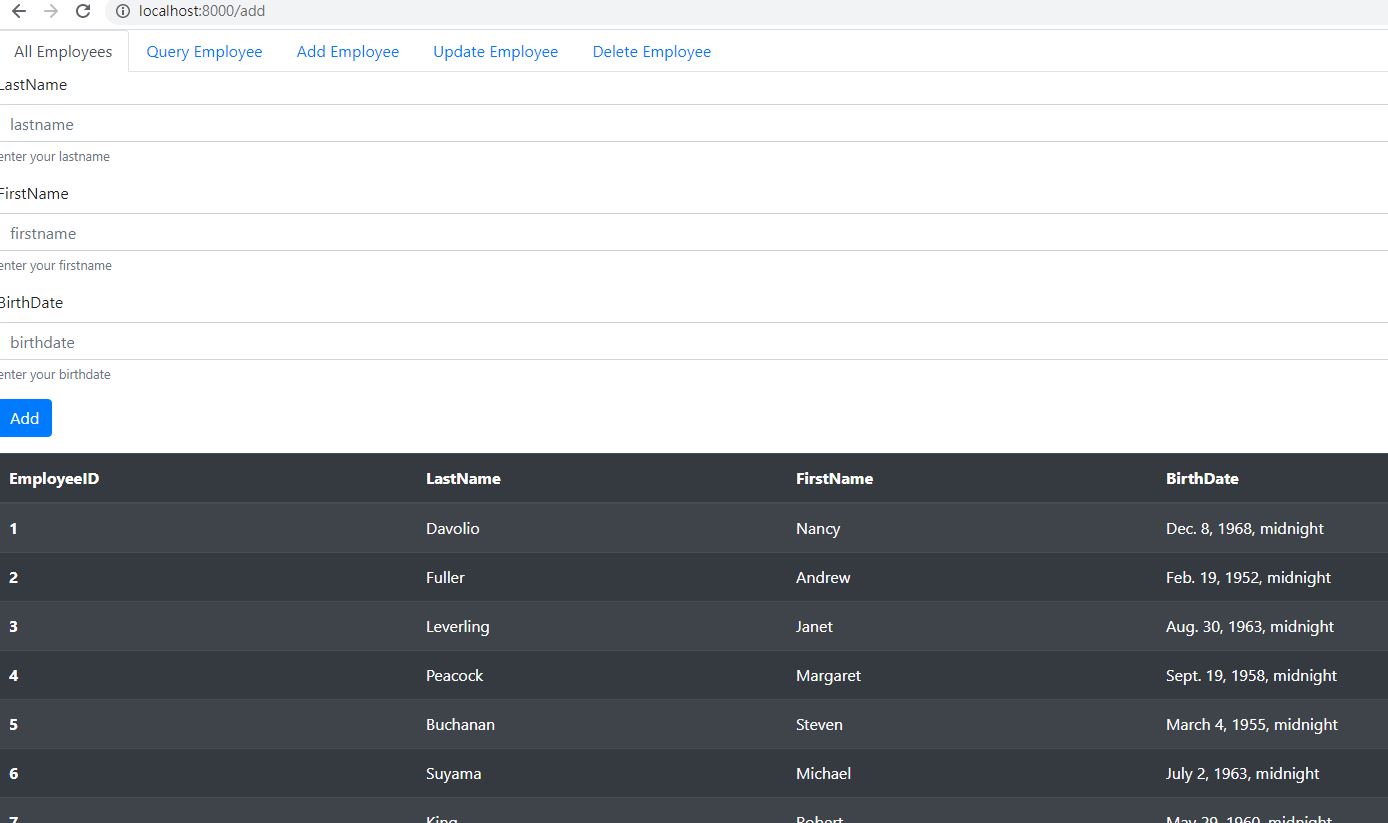 localhost:8000/add
All Employees Query Employee Add Employee Update Employee Delete Employee
LastName
lastname
enter your lastname
FirstName
firstname
enter your firstname
BirthDate
birthdate
enter your birthdate
Add
EmployeeID LastName FirstName BirthDate
1 Davolio Nancy Dec. 8, 1968, midnight
2 Fuller Andrew Feb. 19, 1952, midnight
3 Leverling Janet Aug. 30, 1963, midnight
4 Peacock Margaret Sept. 19, 1958, midnight
5 Buchanan Steven March 4, 1955, midnight
6 Suyama Michael July 2, 1963, midnight
7 King Robert May 29, 1960, midnight